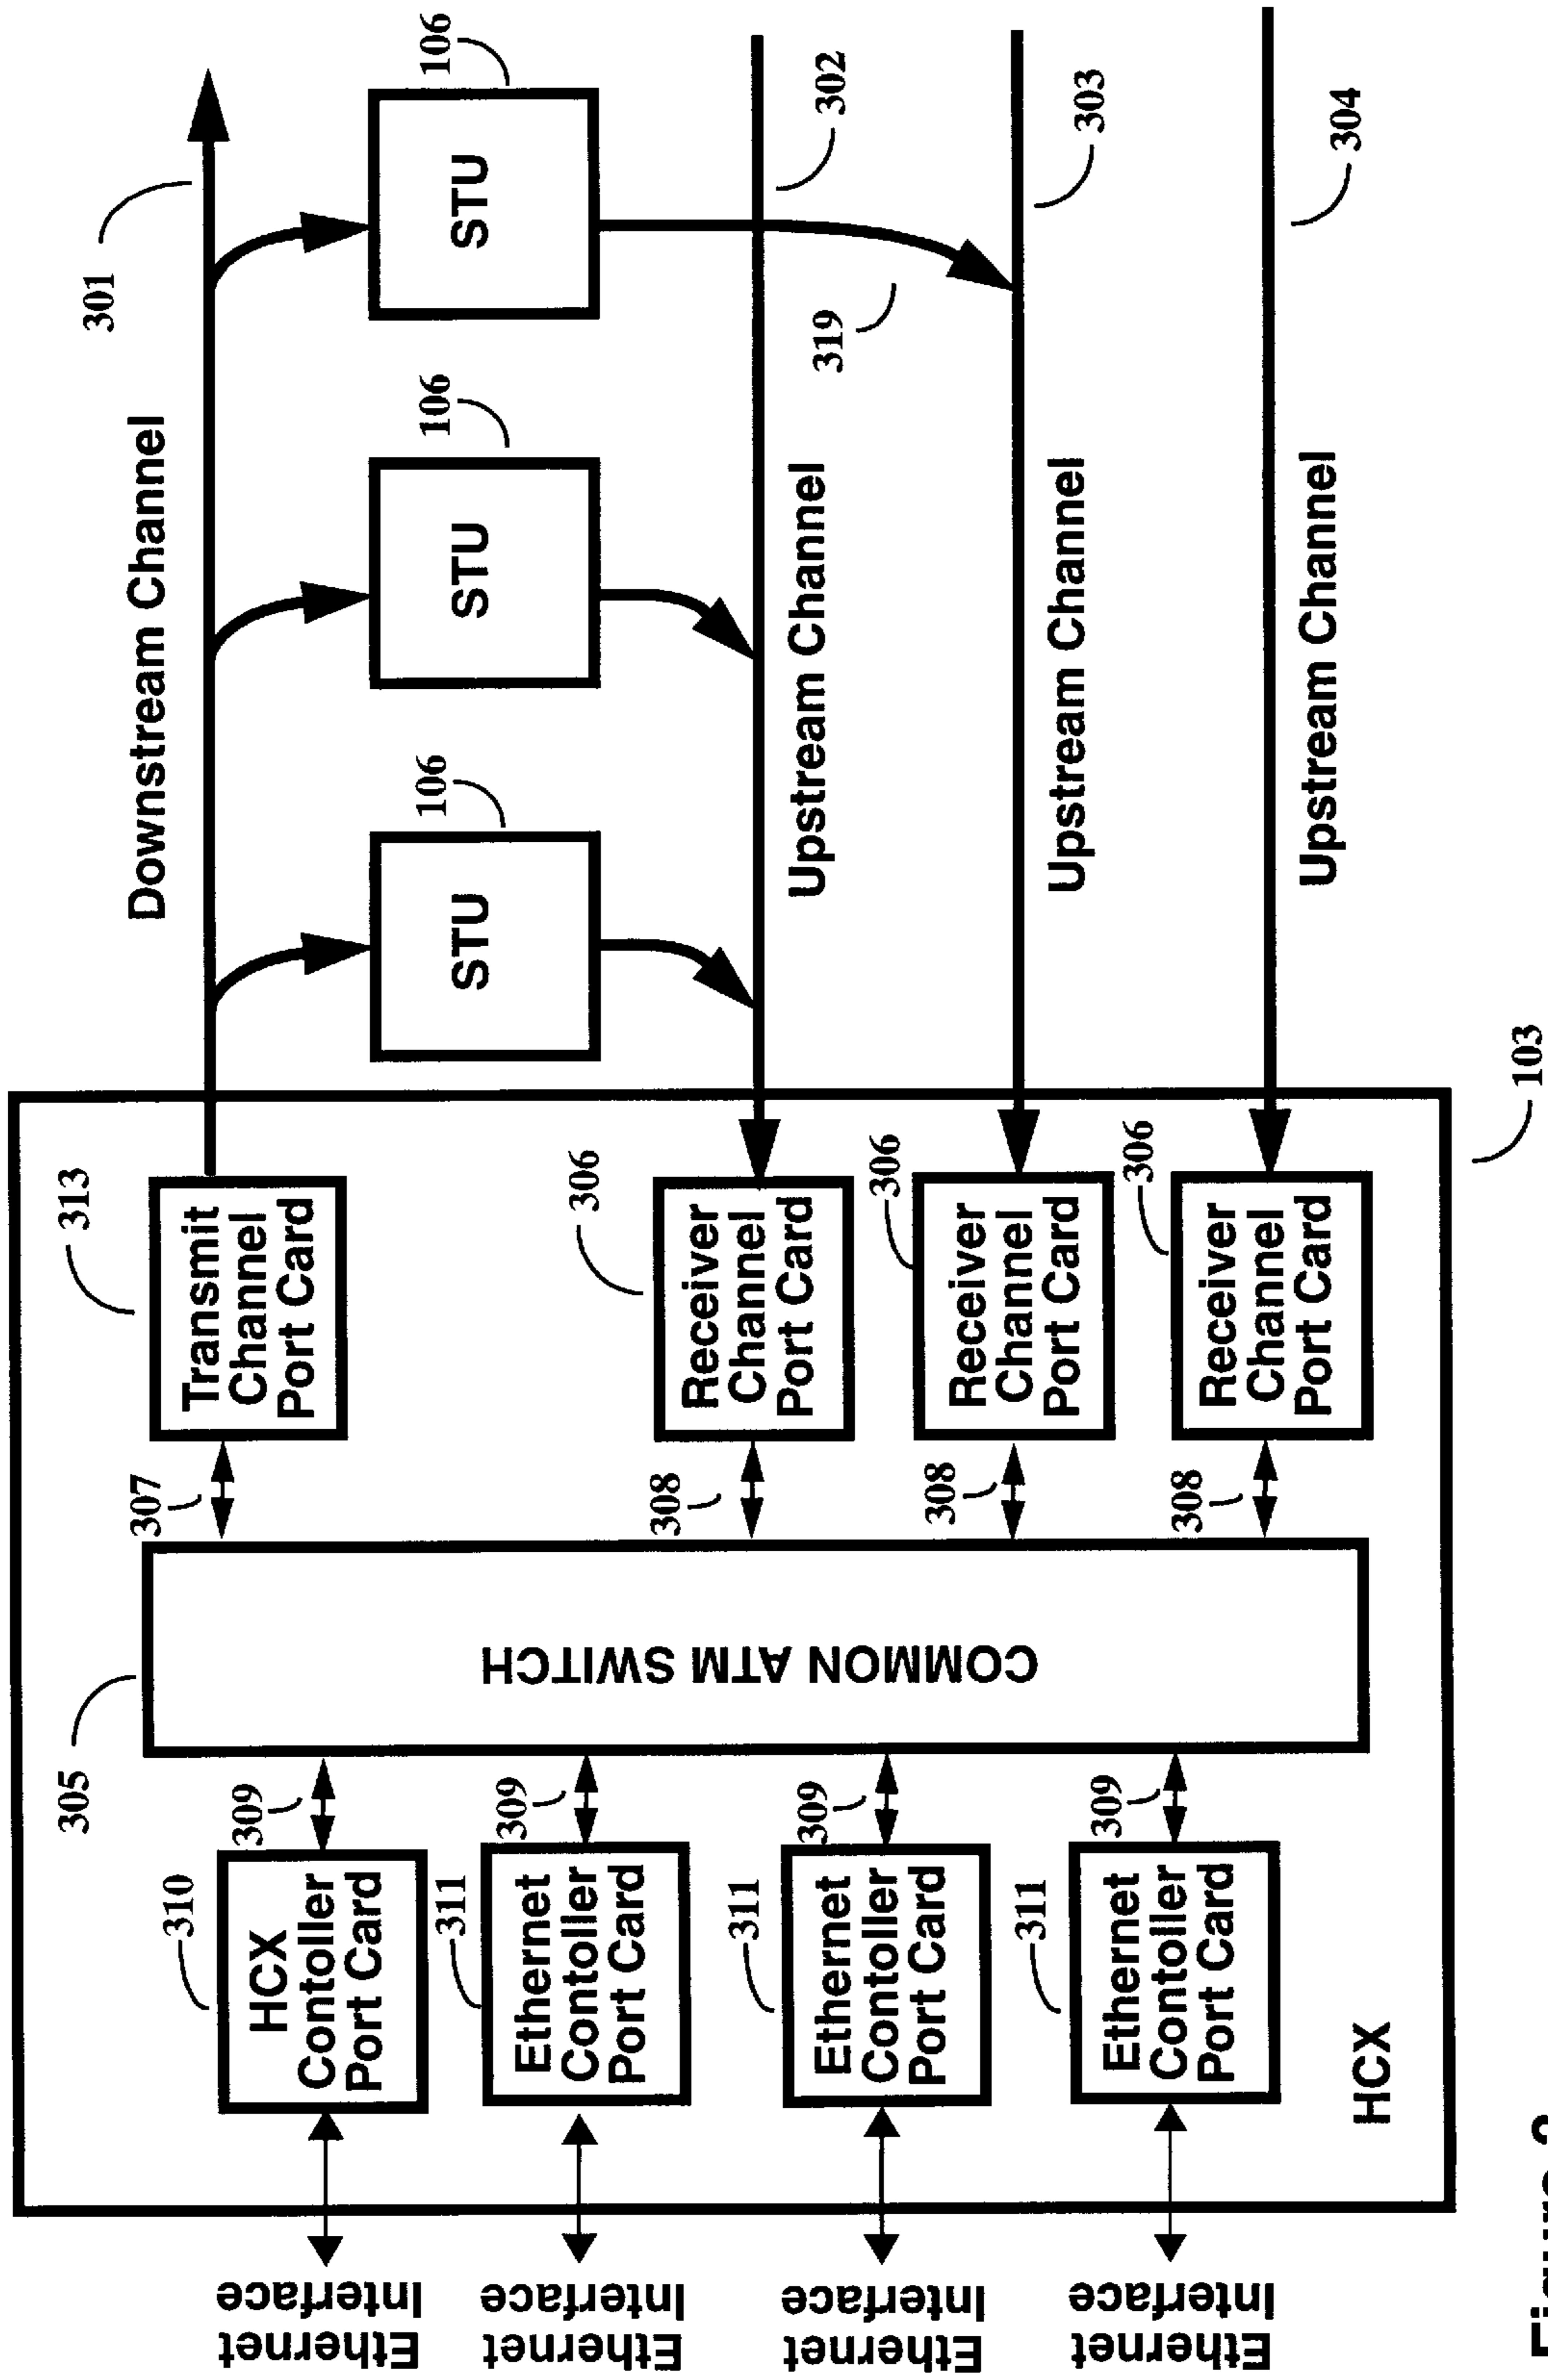 Ethernet
Interface
Ethernet
Interface
Ethernet
Interface
Ethernet
Interface
310
HCX
Contoller
Port Card
311
Ethernet
Contoller
Port Card
311
Ethernet
Contoller
Port Card
311
Ethernet
Contoller
Port Card
HCX
309
309
309
309
305
COMMON ATM SWITCH
307
308
308
308
313
Transmit
Channel
Port Card
306
Receiver
Channel
Port Card
306
Receiver
Channel
Port Card
306
Receiver
Channel
Port Card
103
Downstream Channel
301
106
STU
106
STU
106
STU
Upstream Channel
302
319
Upstream Channel
303
Upstream Channel
304
Figure